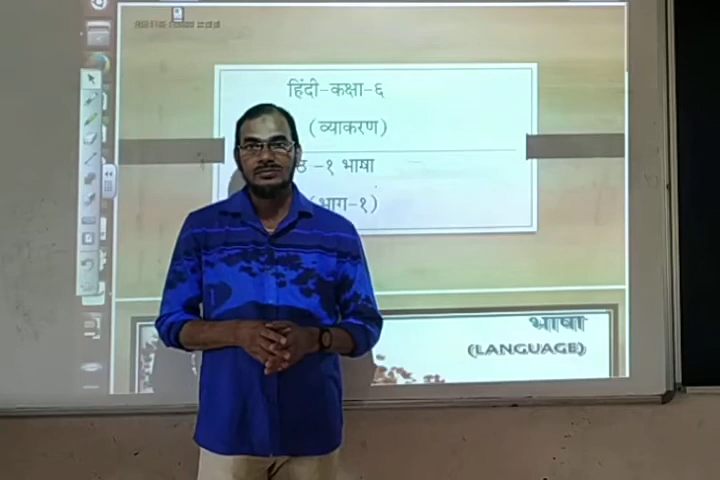 हिंदी-कक्षा-६
(व्याकरण)
ठ -१ भाषा
(भाग-१)
भाषा
(LANGUAGE)